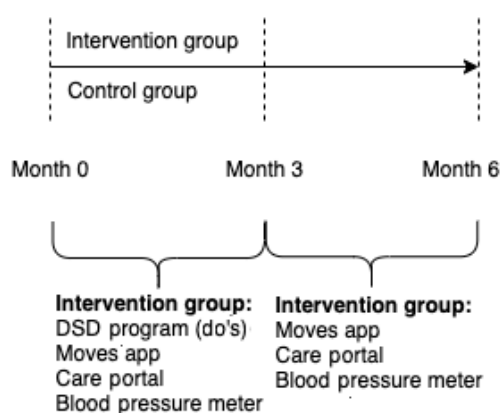 Intervention group
Control group
Month 0 Month 3 Month 6
Intervention group:
DSD program (do's)
Moves app
Care portal
Blood pressure meter
Intervention group:
Moves app
Care portal
Blood pressure meter